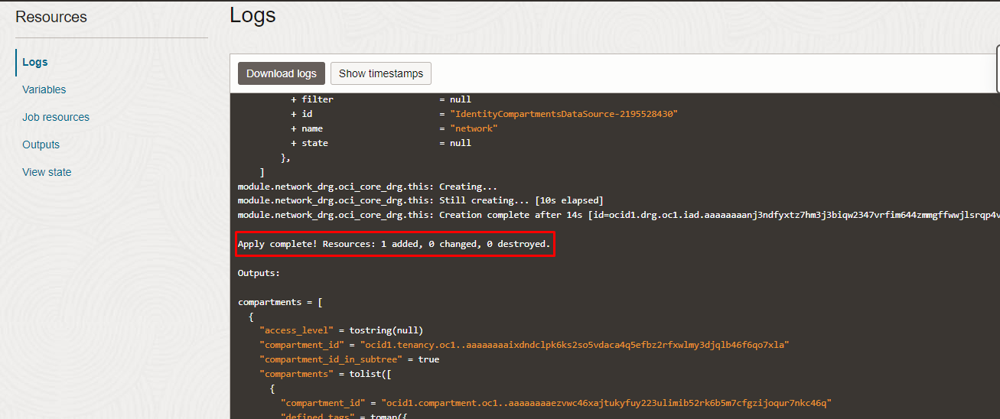 Resources
Logs
Variables
Job resources
Outputs
View state
Logs
Download logs
Show timestamps
+ filter = null
+ id = "IdentityCompartmentsDataSource-2195528430"
+ name = "network"
+ state = null
},
]
module.network_drg.oci_core_drg.this: Creating...
module.network_drg.oci_core_drg.this: Still creating... [10s elapsed]
module.network_drg.oci_core_drg.this: Creation complete after 14s [id=ocid1.drg.oc1.iad.aaaaaaaanj3ndfyxtz7hm3j3biqw2347vrfim644zmmgffwwjlsrqp4v
Apply complete! Resources: 1 added, 0 changed, 0 destroyed.
Outputs:
compartments = [
{
"access_level" = tostring(null)
"compartment_id" = "ocid1.tenancy.oc1..aaaaaaaaixdndclpk6ks2so5vdaca4q5efbz2rfxwlmy3djqlb46f6qo7xla"
"compartment_id_in_subtree" = true
"compartments" = tolist([
{
"compartment_id" = "ocid1.compartment.oc1..aaaaaaaaezvwc46xajtukyfuy223ulimib52rk6b5m7cfgzijoqur7nkc46q"
"defined_tags" = tomap({